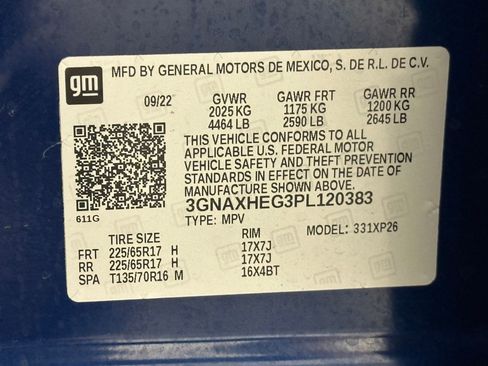 gm
MFD BY GENERAL MOTORS DE MEXICO, S. DE R.L. DE C.V.
09/22 GVWR GAWR FRT GAWR RR
2025 KG 1175 KG 1200 KG
4464 LB 2590 LB 2645 LB
THIS VEHICLE CONFORMS TO ALL
APPLICABLE U.S. FEDERAL MOTOR
VEHICLE SAFETY AND THEFT PREVENTION
STANDARDS IN EFFECT ON THE DATE OF
MANUFACTURE SHOWN ABOVE.
3GNAXHEG3PL120383
611G
TYPE: MPV MODEL: 331XP26
TIRE SIZE RIM
FRT 225/65R17 H 17X7J
RR 225/65R17 H 17X7J
SPA T135/70R16 M 16X4BT